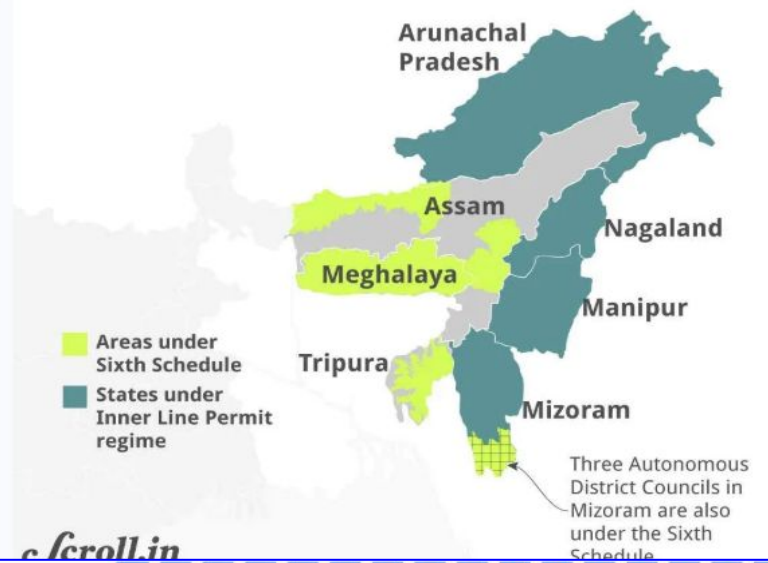 Arunachal
Pradesh
Assam
Nagaland
Meghalaya
Manipur
Areas under
Sixth Schedule
Tripura
States under
Inner Line Permit
regime
Mizoram
Three Autonomous
District Councils in
Mizoram are also
under the Sixth
Schedule
Scroll.in